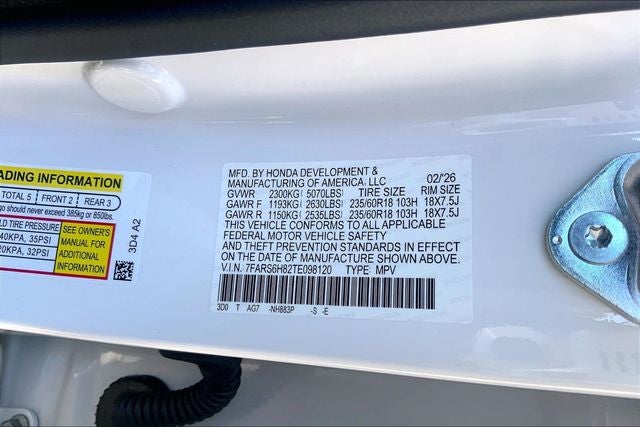 ADING INFORMATION
TOTAL 5 FRONT 2 REAR 3
go should never exceed 385kg or 850lbs.
LD TIRE PRESSURE
40KPA, 35PSI
20KPA, 32PSI
SEE OWNER'S
MANUAL FOR
ADDITIONAL
INFORMATION
3D4 A2
MFD. BY HONDA DEVELOPMENT &
MANUFACTURING OF AMERICA, LLC 02/'26
GVWR 2300KG(5070LBS) TIRE SIZE RIM SIZE
GAWR F 1193KG(2630LBS) 235/60R18 103H 18X7.5J
GAWR R 1150KG(2535LBS) 235/60R18 103H 18X7.5J
THIS VEHICLE CONFORMS TO ALL APPLICABLE
FEDERAL MOTOR VEHICLE SAFETY
AND THEFT PREVENTION STANDARDS IN EFFECT
ON THE DATE OF MANUFACTURE SHOWN ABOVE.
V.I.N.:7FARS6H82TE098120 TYPE: MPV
3D0 T AG7 -NH883P -S -E